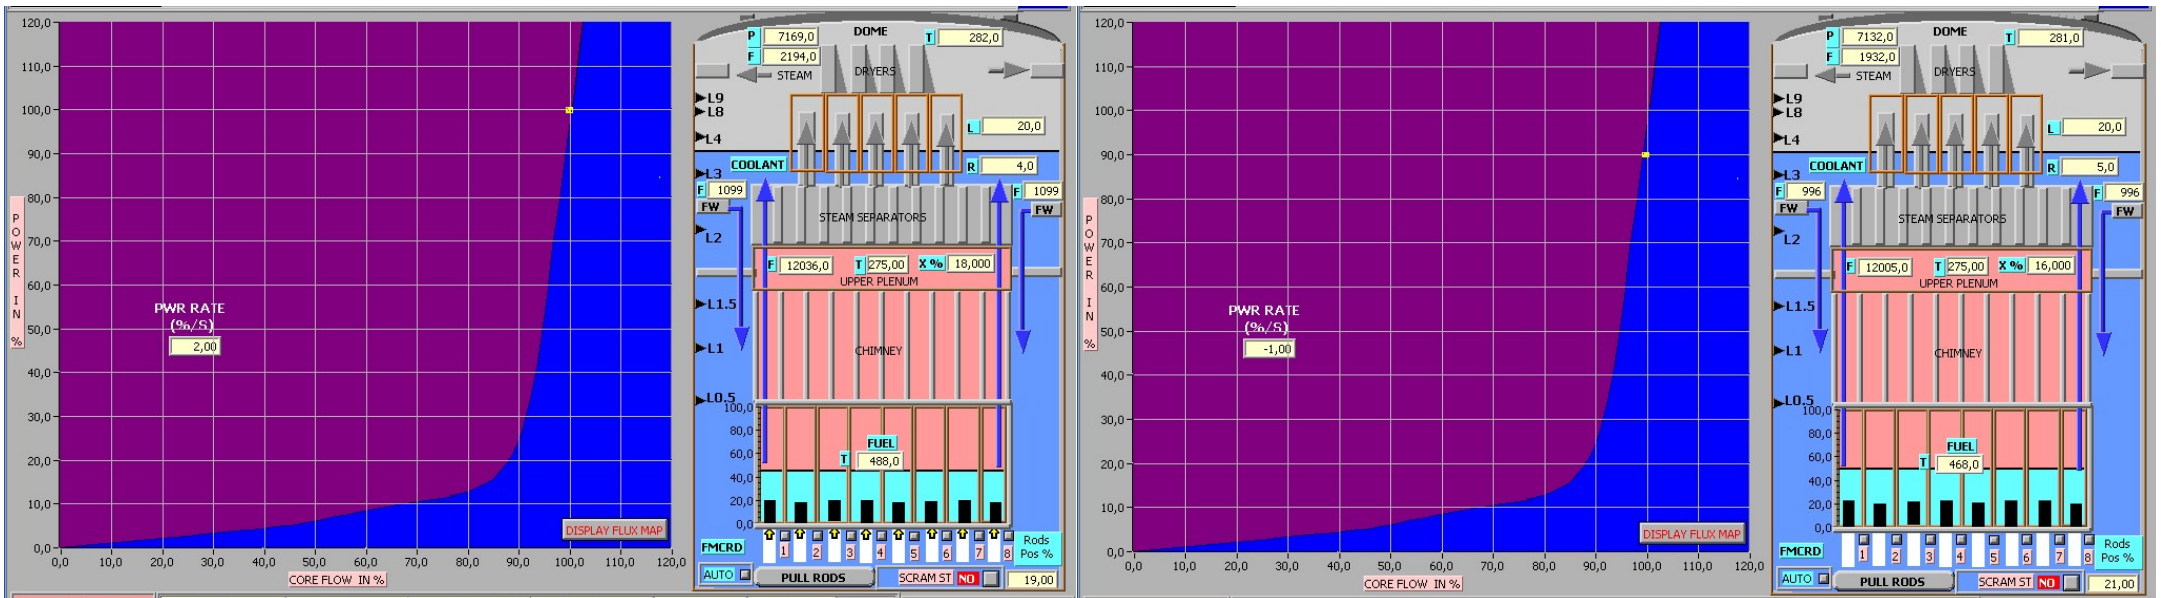 120,0
110,0
100,0
90,0
80,0
70,0
60,0
50,0
40,0
30,0
20,0
10,0
0,0
POWER IN %
PWR RATE
(%/S)
2,00
DISPLAY FLUX MAP
0,0 10,0 20,0 30,0 40,0 50,0 60,0 70,0 80,0 90,0 100,0 110,0 120,0
CORE FLOW IN %
P 7169,0 DOME T 282,0
F 2194,0
STEAM DRYERS
L9
L8
L4
L 20,0
COOLANT R 4,0
L3
F 1099 F 1099
FW STEAM SEPARATORS FW
L2
F 12036,0 T 275,00 X % 18,000
UPPER PLENUM
L1.5
L1 CHIMNEY
L0.5
100,0
80,0
60,0
40,0
20,0
0,0
FUEL
T 488,0
FMCRD 1 2 3 4 5 6 7 8 Rods
Pos %
AUTO PULL RODS SCRAM ST NO 19,00
120,0
110,0
100,0
90,0
80,0
70,0
60,0
50,0
40,0
30,0
20,0
10,0
0,0
POWER IN %
PWR RATE
(%/S)
-1,00
DISPLAY FLUX MAP
0,0 10,0 20,0 30,0 40,0 50,0 60,0 70,0 80,0 90,0 100,0 110,0 120,0
CORE FLOW IN %
P 7132,0 DOME T 281,0
F 1932,0
STEAM DRYERS
L9
L8
L4
L 20,0
COOLANT R 5,0
L3
F 996 F 996
FW STEAM SEPARATORS FW
L2
F 12005,0 T 275,00 X % 16,000
UPPER PLENUM
L1.5
L1 CHIMNEY
L0.5
100,0
80,0
60,0
40,0
20,0
0,0
FUEL
T 468,0
FMCRD 1 2 3 4 5 6 7 8 Rods
Pos %
AUTO PULL RODS SCRAM ST NO 21,00